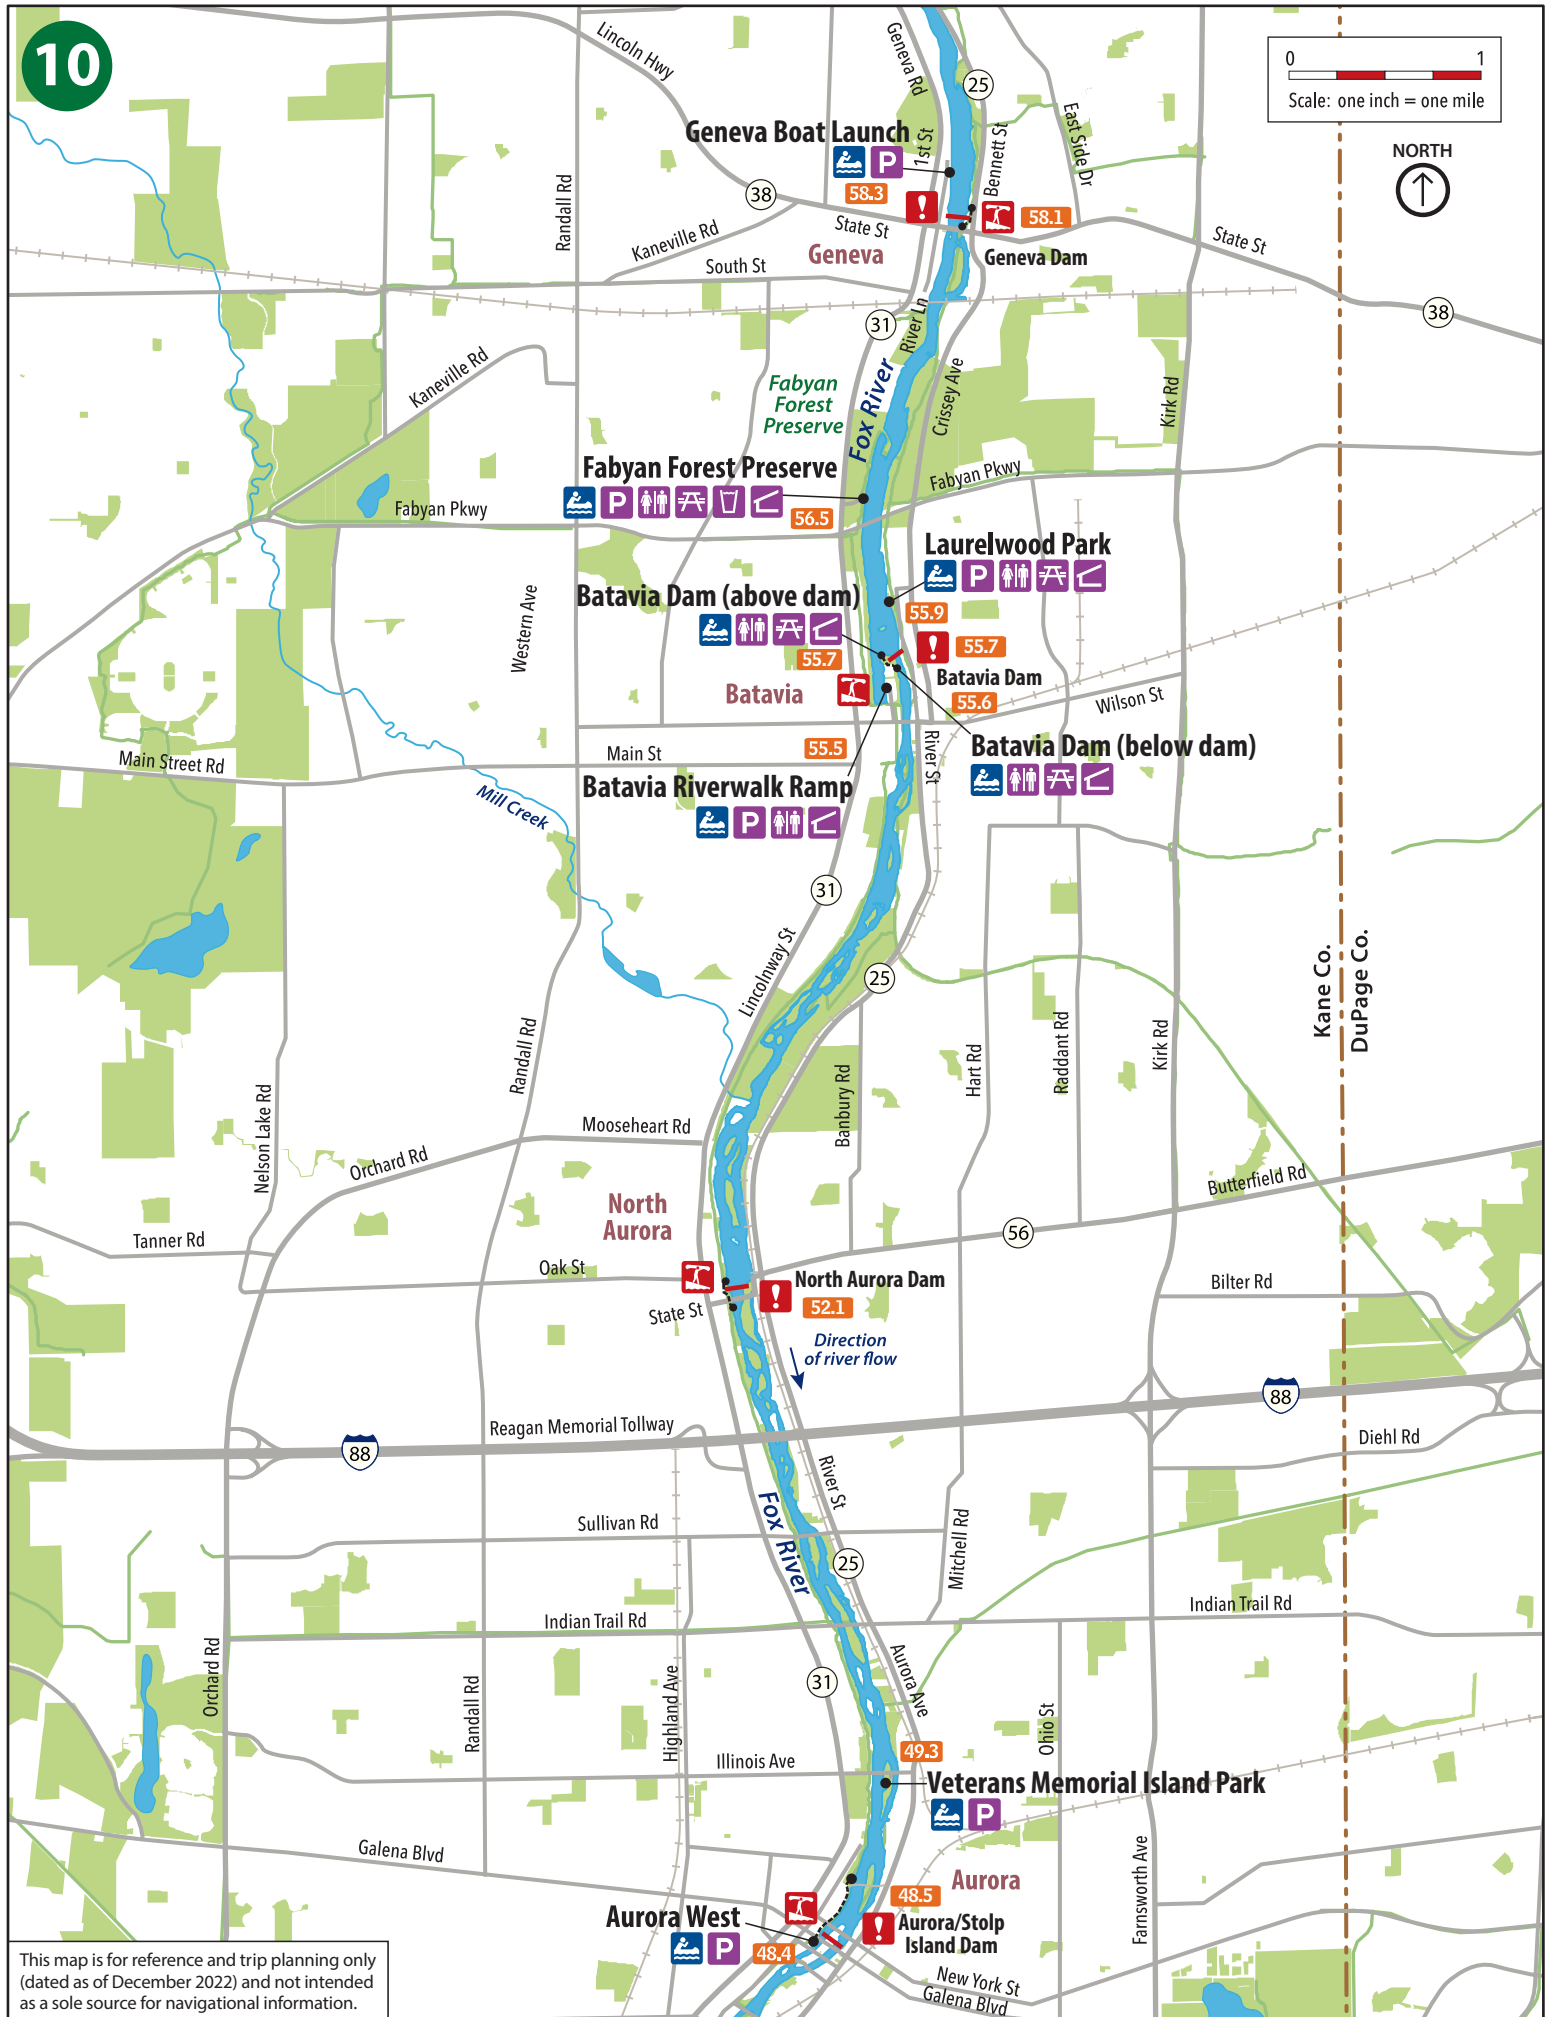 10
Lincoln Hwy
Geneva Rd
25
0 1
Scale: one inch = one mile
NORTH
East Side Dr
Geneva Boat Launch
P
1st St
Bennett St
58.3
!
58.1
38
Randall Rd
State St
Kaneville Rd
Geneva
Geneva Dam
State St
South St
38
31
River Ln
Kaneville Rd
Fabyan
Forest
Preserve
Fox River
Crissey Ave
Kirk Rd
Fabyan Forest Preserve
P
56.5
Fabyan Pkwy
Fabyan Pkwy
Laurelwood Park
P
Western Ave
Batavia Dam (above dam)
55.9
55.7
!
55.7
Batavia Dam
55.6
Batavia
Wilson St
Main St
55.5
River St
Batavia Dam (below dam)
Main Street Rd
Batavia Riverwalk Ramp
P
Mill Creek
31
Lincolnway St
25
Kane Co.
DuPage Co.
Randall Rd
Nelson Lake Rd
Banbury Rd
Hart Rd
Raddant Rd
Kirk Rd
Mooseheart Rd
Orchard Rd
Butterfield Rd
North
Aurora
56
Tanner Rd
Oak St
North Aurora Dam
!
52.1
Bilter Rd
State St
Direction
of river flow
88
Reagan Memorial Tollway
88
Diehl Rd
River St
Fox River
Sullivan Rd
25
Mitchell Rd
Indian Trail Rd
Indian Trail Rd
Orchard Rd
Randall Rd
Highland Ave
31
Aurora Ave
Ohio St
49.3
Illinois Ave
Veterans Memorial Island Park
P
Galena Blvd
Farnsworth Ave
Aurora
48.5
Aurora West
P
48.4
!
Aurora/Stolp
Island Dam
New York St
Galena Blvd
This map is for reference and trip planning only
(dated as of December 2022) and not intended
as a sole source for navigational information.